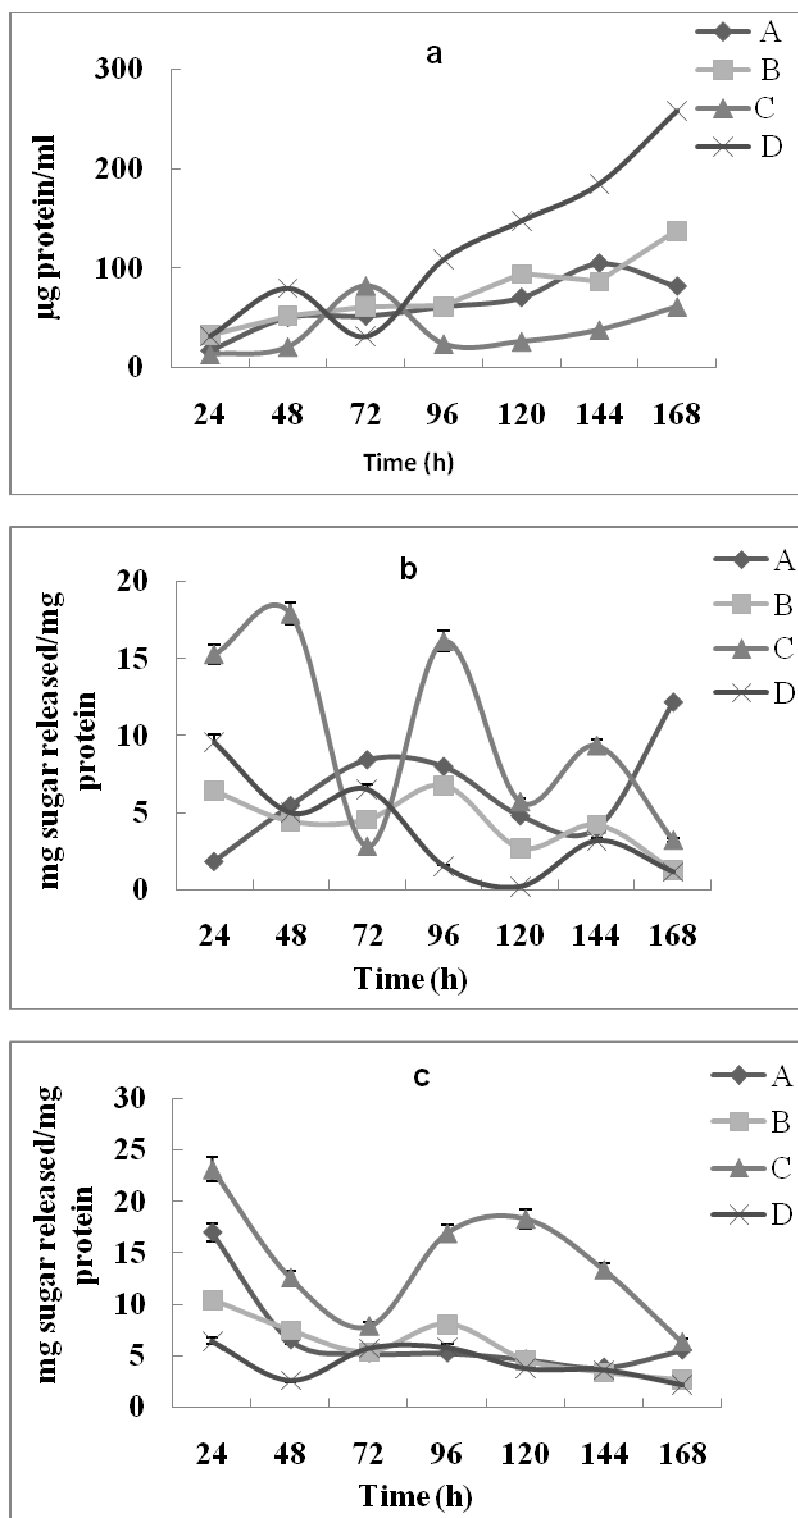 a
A
B
C
D
300
200
100
0
µg protein/ml
24 48 72 96 120 144 168
Time (h)
b
A
B
C
D
20
15
10
5
0
mg sugar released/mg
protein
24 48 72 96 120 144 168
Time (h)
c
A
B
C
D
30
25
20
15
10
5
0
mg sugar released/mg
protein
24 48 72 96 120 144 168
Time (h)